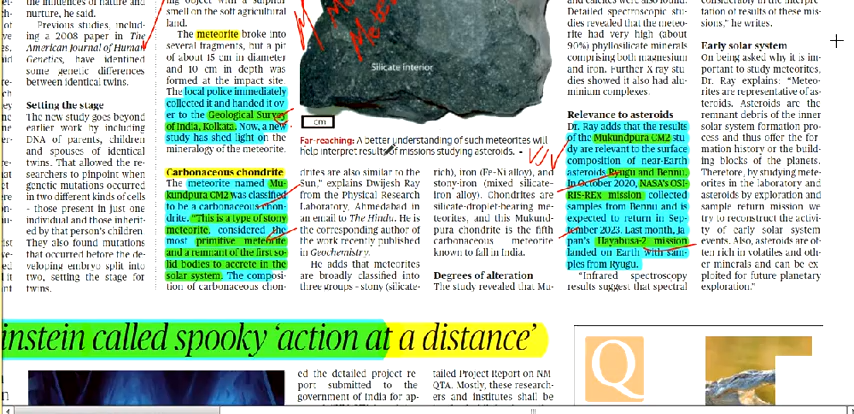 the influences of nature and
nurture, he said.
Previous studies, includ-
ing a 2008 paper in The
American Journal of Human
Genetics, have identified
some genetic differences
between identical twins.
Setting the stage
The new study goes beyond
earlier work by including
DNA of parents, children
and spouses of identical
twins. That allowed the re-
searchers to pinpoint when
genetic mutations occurred
in two different kinds of cells
- those present in just one
individual and those inherit-
ed by that person's children.
They also found mutations
that occurred before the de-
veloping embryo split into
two, setting the stage for
twins.
ing object with a sulphur
smell on the soft agricultural
land.
The meteorite broke into
several fragments, but a pit
of about 15 cm in diameter
and 10 cm in depth was
formed at the impact site.
The local police immediately
collected it and handed it ov-
er to the Geological Survey
of India, Kolkata. Now, a new
study has shed light on the
mineralogy of the meteorite.
Carbonaceous chondrite
The meteorite named Mu-
kundpura CM2 was classified
to be a carbonaceous chon-
drite. "This is a type of stony
meteorite, considered the
most primitive meteorite
and a remnant of the first so-
lid bodies to accrete in the
solar system. The composi-
tion of carbonaceous chon-
Silicate interior
cm
Far-reaching: A better understanding of such meteorites will
help interpret results of missions studying asteroids.
drites are also similar to the
Sun," explains Dwijesh Ray
from the Physical Research
Laboratory, Ahmedabad in
an email to The Hindu. He is
the corresponding author of
the work recently published
in Geochemistry.
He adds that meteorites
are broadly classified into
three groups - stony (silicate-
rich), iron (Fe-Ni alloy), and
stony-iron (mixed silicate-
iron alloy). Chondrites are
silicate-droplet-bearing met-
eorites, and this Mukund-
pura chondrite is the fifth
carbonaceous meteorite
known to fall in India.
Degrees of alteration
The study revealed that Mu-
Detailed spectroscopic stu-
dies revealed that the meteo-
rite had very high (about
90%) phyllosilicate minerals
comprising both magnesium
and iron. Further X ray stu-
dies showed it also had alu-
minium complexes.
Relevance to asteroids
Dr. Ray adds that the results
of the Mukundpura CM2 stu-
dy are relevant to the surface
composition of near-Earth
asteroids Ryugu and Bennu.
In October 2020, NASA's OSI-
RIS-REx mission collected
samples from Bennu and is
expected to return in Sep-
tember 2023. Last month, Ja-
pan's Hayabusa-2 mission
landed on Earth with sam-
ples from Ryugu.
"Infrared spectroscopy
results suggest that spectral
considerably in the interpre-
tation of results of these mis-
sions," he writes.
Early solar system
On being asked why it is im-
portant to study meteorites,
Dr. Ray explains: "Meteo-
rites are representative of as-
teroids. Asteroids are the
remnant debris of the inner
solar system formation pro-
cess and thus offer the for-
mation history or the build-
ing blocks of the planets.
Therefore, by studying mete-
orites in the laboratory and
asteroids by exploration and
sample return mission we
try to reconstruct the activi-
ty of early solar system
events. Also, asteroids are of-
ten rich in volatiles and oth-
er minerals and can be ex-
ploited for future planetary
exploration."
instein called spooky 'action at a distance'
ed the detailed project re-
port submitted to the
government of India for ap-
tailed Project Report on NM-
QTA. Mostly, these research-
ers and institutes shall be
Q